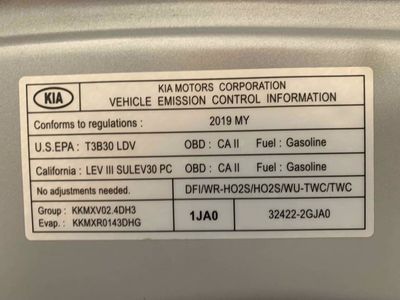 KIA
KIA MOTORS CORPORATION
VEHICLE EMISSION CONTROL INFORMATION
Conforms to regulations : 2019 MY
U.S.EPA : T3B30 LDV OBD : CA II Fuel : Gasoline
California : LEV III SULEV30 PC OBD : CA II Fuel : Gasoline
No adjustments needed. DFI/WR-HO2S/HO2S/WU-TWC/TWC
Group : KKMXV02.4DH3
Evap. : KKMXR0143DHG
1JA0 32422-2GJA0